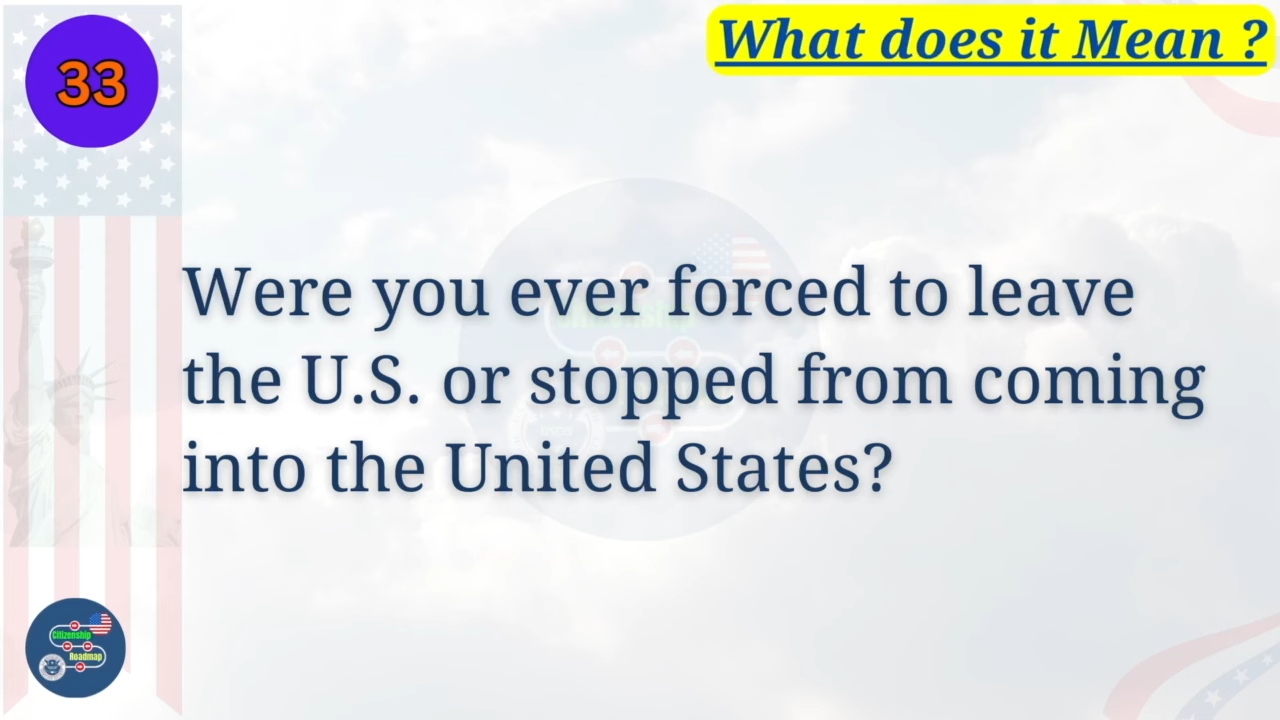 33
What does it Mean ?
Were you ever forced to leave
the U.S. or stopped from coming
into the United States?
Citizenship
Roadmap